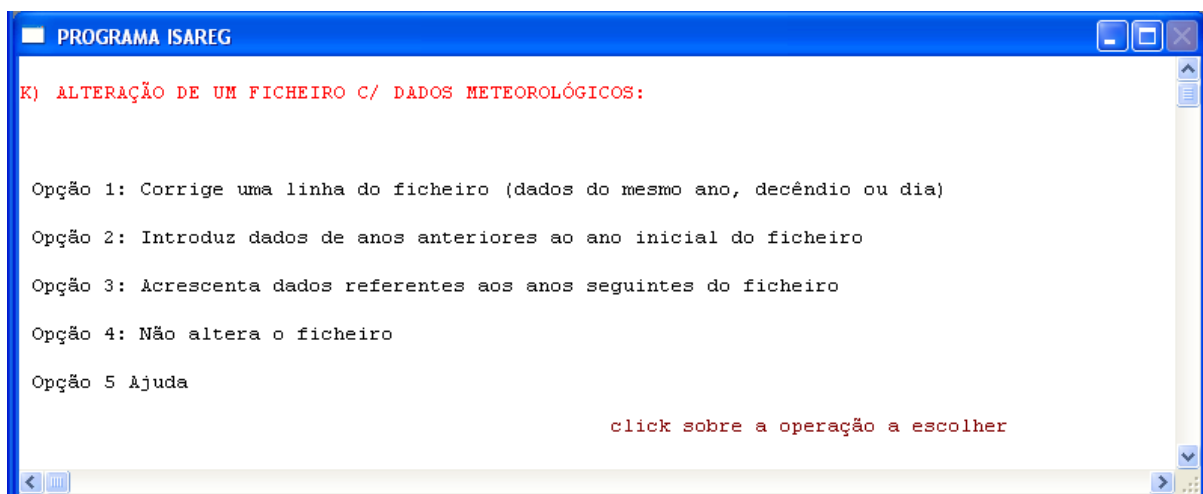 PROGRAMA ISAREG
K) ALTERAÇÃO DE UM FICHEIRO C/ DADOS METEOROLÓGICOS:
Opção 1: Corrige uma linha do ficheiro (dados do mesmo ano, decêndio ou dia)
Opção 2: Introduz dados de anos anteriores ao ano inicial do ficheiro
Opção 3: Acrescenta dados referentes aos anos seguintes do ficheiro
Opção 4: Não altera o ficheiro
Opção 5 Ajuda
click sobre a operação a escolher